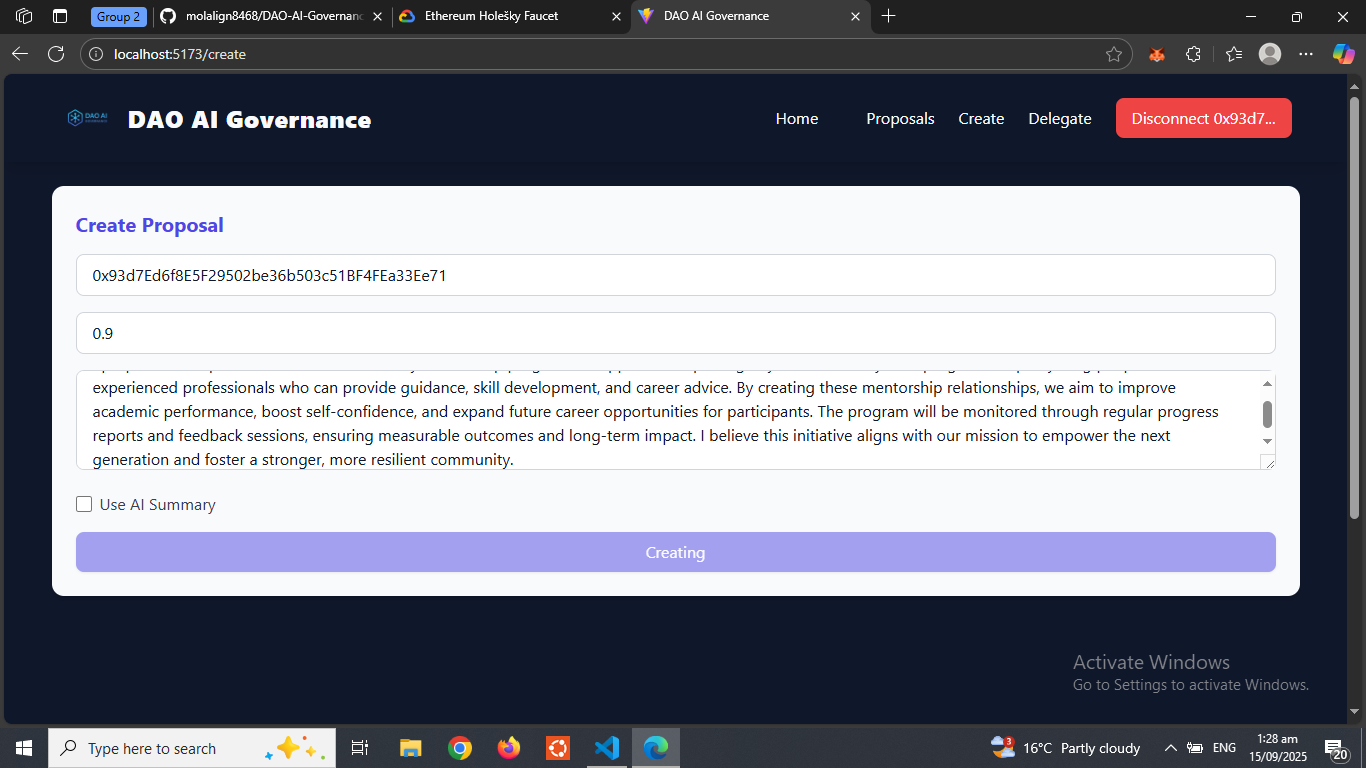 Group 2
molalign8468/DAO-AI-Governanc
Ethereum Holešky Faucet
DAO AI Governance
localhost:5173/create
DAO AI
DAO AI Governance
Home
Proposals
Create
Delegate
Disconnect 0x93d7...
Create Proposal
0x93d7Ed6f8E5F29502be36b503c51BF4FEa33Ee71
0.9
experienced professionals who can provide guidance, skill development, and career advice. By creating these mentorship relationships, we aim to improve
academic performance, boost self-confidence, and expand future career opportunities for participants. The program will be monitored through regular progress
reports and feedback sessions, ensuring measurable outcomes and long-term impact. I believe this initiative aligns with our mission to empower the next
generation and foster a stronger, more resilient community.
Use AI Summary
Creating
Activate Windows
Go to Settings to activate Windows.
Type here to search
3
16°C Partly cloudy
ENG
1:28 am
15/09/2025
20